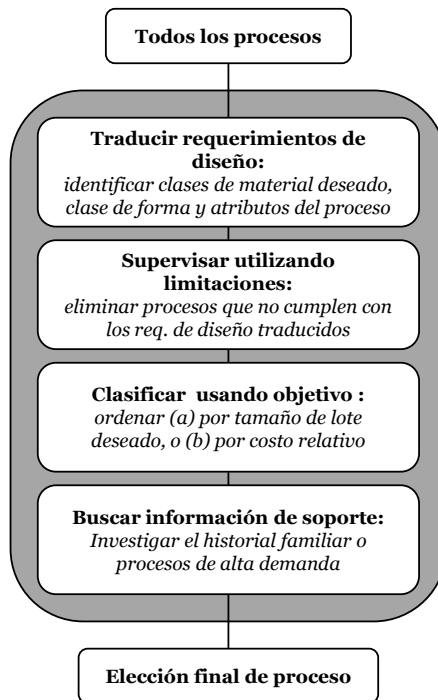 Todos los procesos
Traducir requerimientos de
diseño:
identificar clases de material deseado,
clase de forma y atributos del proceso
Supervisar utilizando
limitaciones:
eliminar procesos que no cumplen con
los req. de diseño traducidos
Clasificar  usando objetivo :
ordenar (a) por tamaño de lote
deseado, o (b) por costo relativo
Buscar información de soporte:
Investigar el historial familiar o
procesos de alta demanda
Elección final de proceso